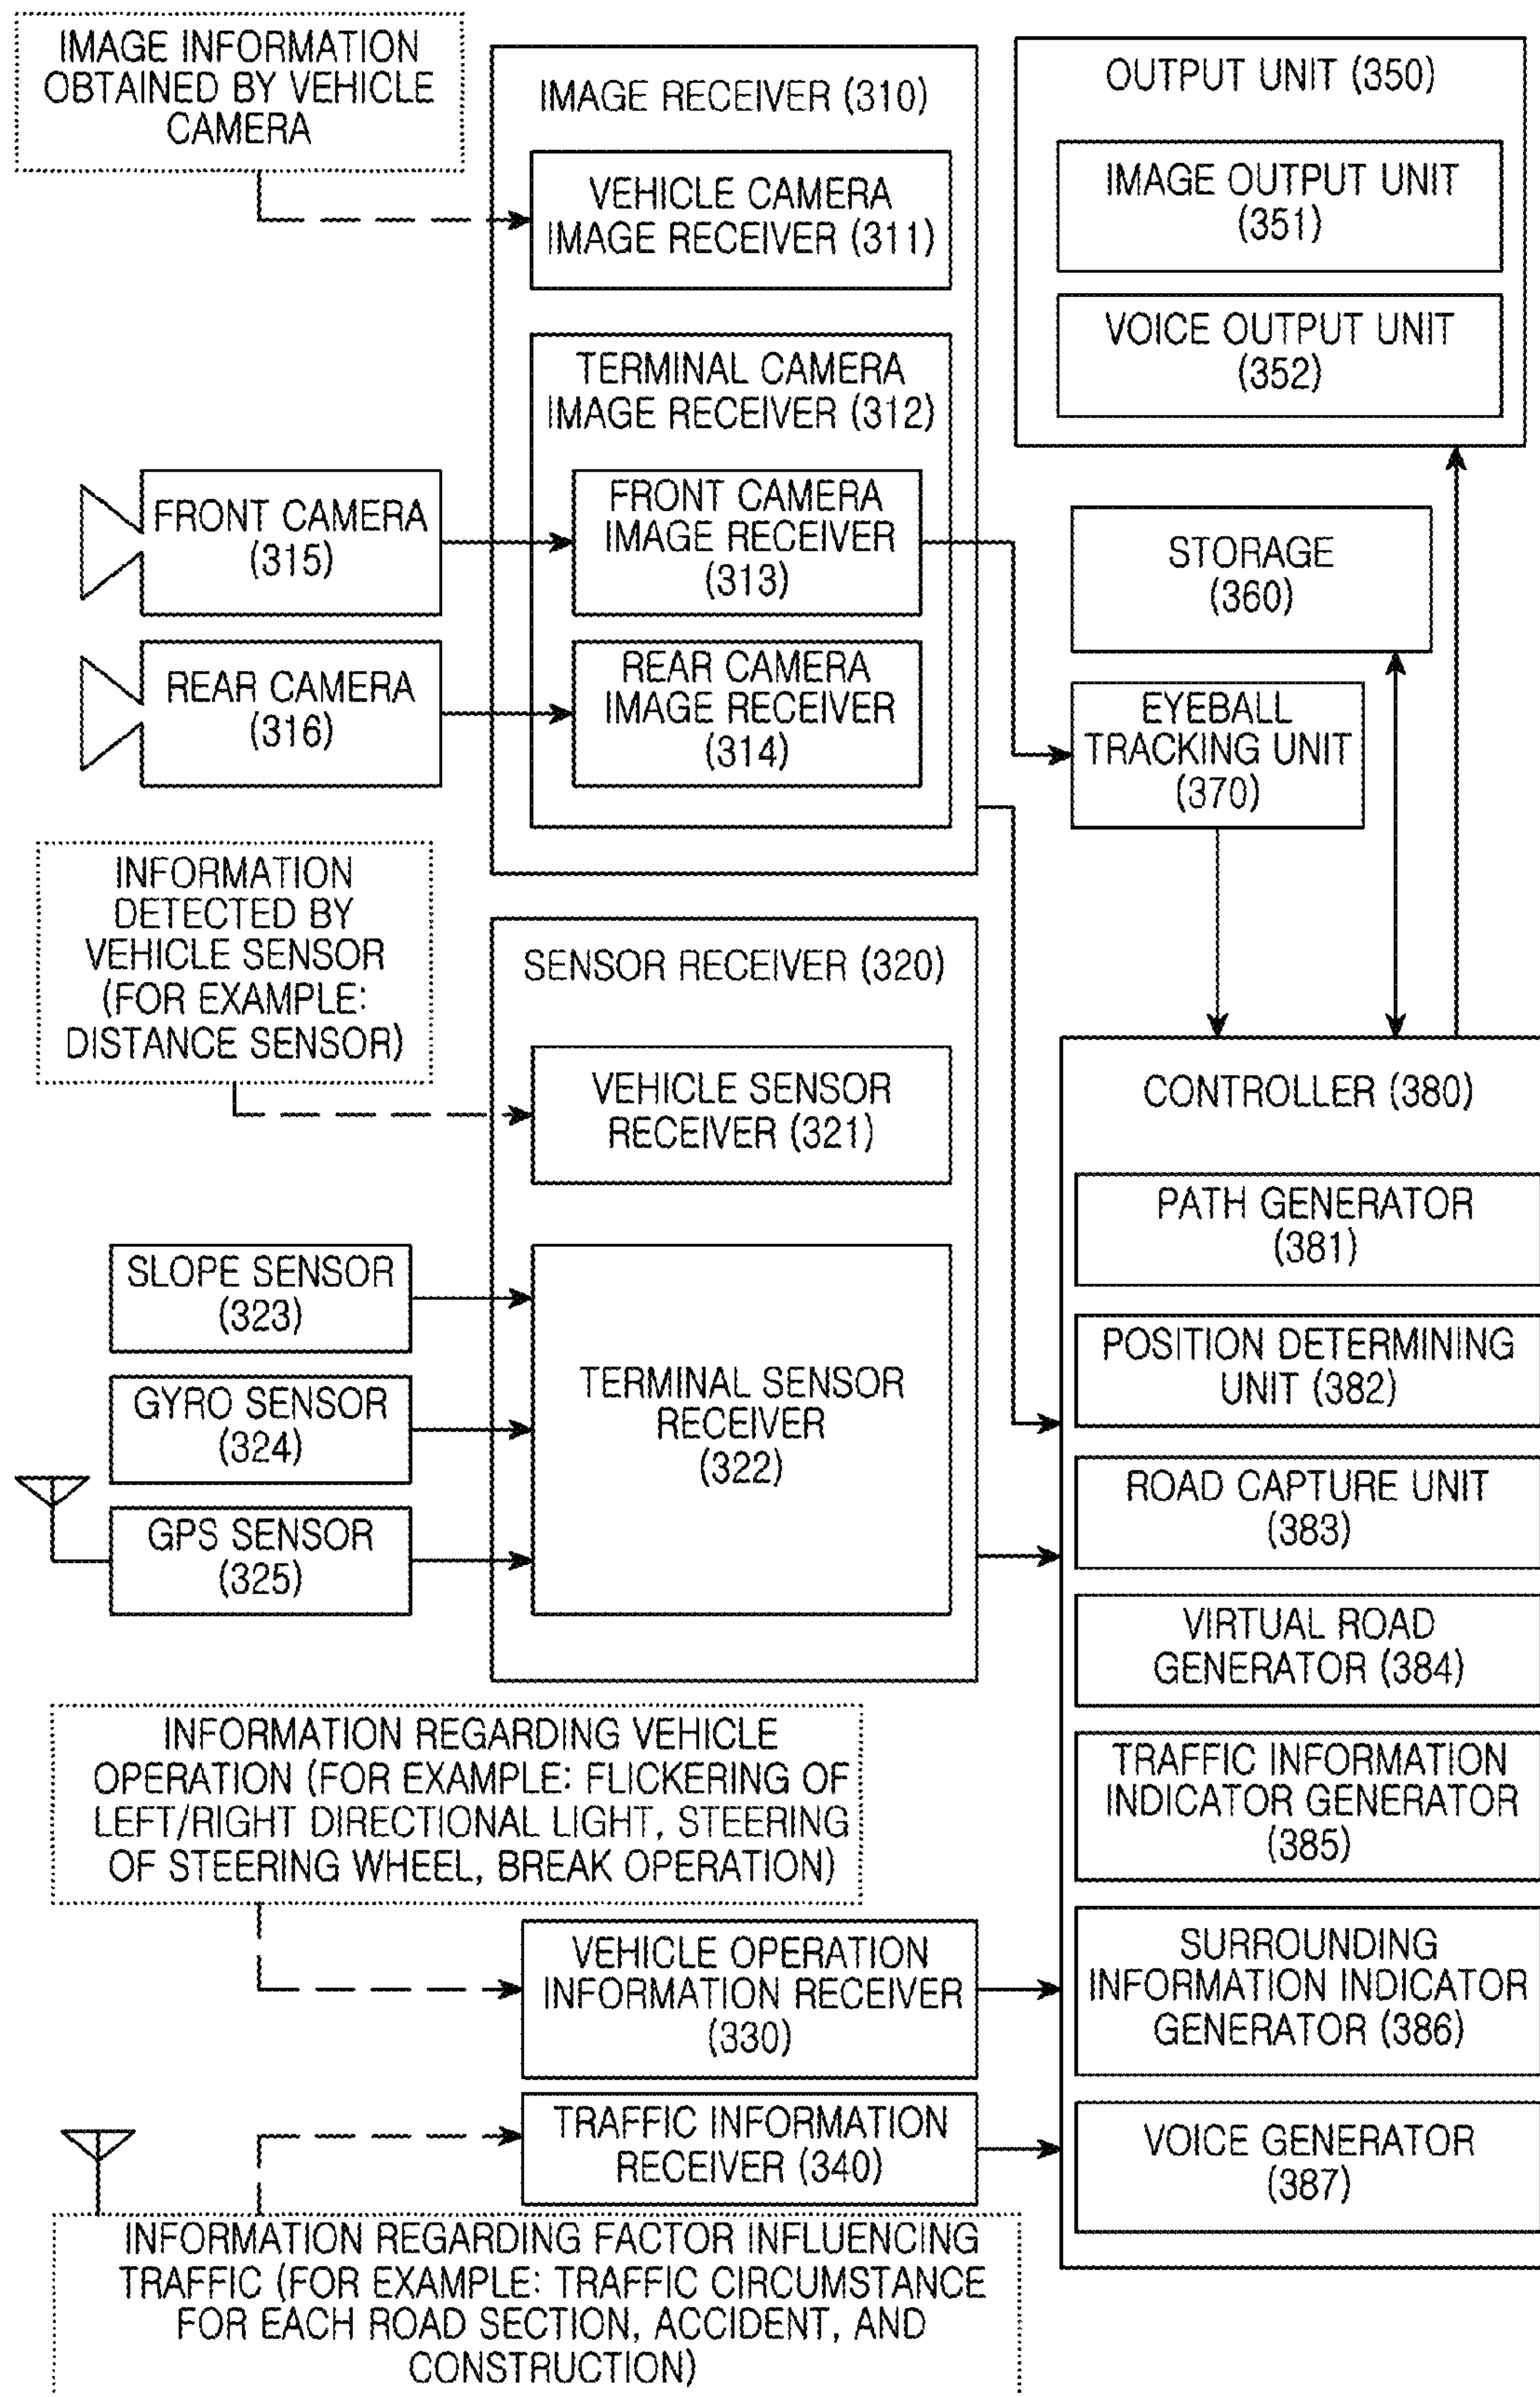 IMAGE INFORMATION
OBTAINED BY VEHICLE
CAMERA
IMAGE RECEIVER (310)
VEHICLE CAMERA
IMAGE RECEIVER (311)
TERMINAL CAMERA
IMAGE RECEIVER (312)
FRONT CAMERA
(315)
FRONT CAMERA
IMAGE RECEIVER
(313)
REAR CAMERA
(316)
REAR CAMERA
IMAGE RECEIVER
(314)
OUTPUT UNIT (350)
IMAGE OUTPUT UNIT
(351)
VOICE OUTPUT UNIT
(352)
STORAGE
(360)
EYEBALL
TRACKING UNIT
(370)
INFORMATION
DETECTED BY
VEHICLE SENSOR
(FOR EXAMPLE:
DISTANCE SENSOR)
SENSOR RECEIVER (320)
VEHICLE SENSOR
RECEIVER (321)
SLOPE SENSOR
(323)
GYRO SENSOR
(324)
GPS SENSOR
(325)
TERMINAL SENSOR
RECEIVER
(322)
CONTROLLER (380)
PATH GENERATOR
(381)
POSITION DETERMINING
UNIT (382)
ROAD CAPTURE UNIT
(383)
VIRTUAL ROAD
GENERATOR (384)
TRAFFIC INFORMATION
INDICATOR GENERATOR
(385)
SURROUNDING
INFORMATION INDICATOR
GENERATOR (386)
VOICE GENERATOR
(387)
INFORMATION REGARDING VEHICLE
OPERATION (FOR EXAMPLE: FLICKERING OF
LEFT/RIGHT DIRECTIONAL LIGHT, STEERING
OF STEERING WHEEL, BREAK OPERATION)
VEHICLE OPERATION
INFORMATION RECEIVER
(330)
TRAFFIC INFORMATION
RECEIVER (340)
INFORMATION REGARDING FACTOR INFLUENCING
TRAFFIC (FOR EXAMPLE: TRAFFIC CIRCUMSTANCE
FOR EACH ROAD SECTION, ACCIDENT, AND
CONSTRUCTION)